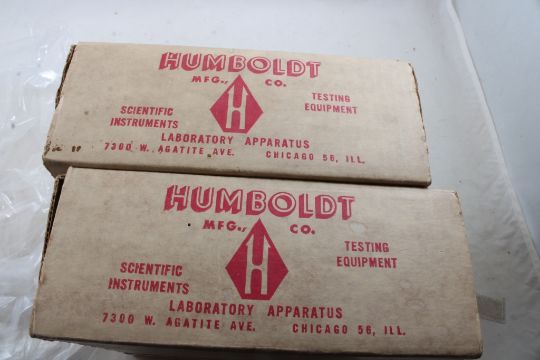 HUMBOLDT
MFG., CO.
H
SCIENTIFIC
INSTRUMENTS
TESTING
EQUIPMENT
LABORATORY APPARATUS
7300 W. AGATITE AVE. CHICAGO 56, ILL.
HUMBOLDT
MFG., CO.
H
SCIENTIFIC
INSTRUMENTS
TESTING
EQUIPMENT
LABORATORY APPARATUS
7300 W. AGATITE AVE. CHICAGO 56, ILL.